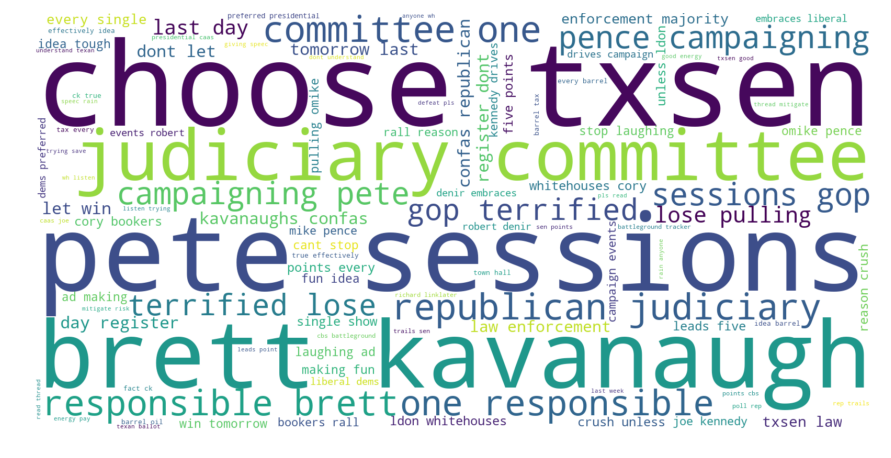 every single
last day
preferred presidential
committee one
anyone wh
enforcement majority
embraces liberal
effectively idea
presidential caas
idea tough
dont let
giving spees
tomorrow last
pence campaigning
understand texan
dont understand
drives campaign
txsen good
choose txsen
confas republican
kennedy drives
unless ldon
good energy
every barrel
ck true
spees rain
pulling omike
defeat pls
five points
barrel tax
thread mitigate
tax every
events robert
rall reason
register dont
stop laughing
omike pence
dems preferred
trying save
judiciary committee
wh listen
campaigning pete
denir embraces
whitehouses cory
pls read
sessions gop
let win
listen trying
gop terrified
lose pulling
caas joe
cory bookers
kavanaughs confas
robert denir
sen points
battleground tracker
mike pence
pete sessions
cant stop
true effectively
points every
town hall
campaign events
rain anyone
reason crush
fun idea
ad making
richard linklater
mitigate risk
terrified lose
republican judiciary
day register
single show
trails sen
law enforcement
leads five
idea barrel
cbs battleground
brett kavanaugh
laughing ad
leads point
making fun
liberal dems
points cbs
read thread
fact ck
last week
poll rep
rep trails
responsible brett
one responsible
energy pay
barrel oil
texan ballot
win tomorrow
bookers rall
ldon whitehouses
crush unless
joe kennedy
txsen law